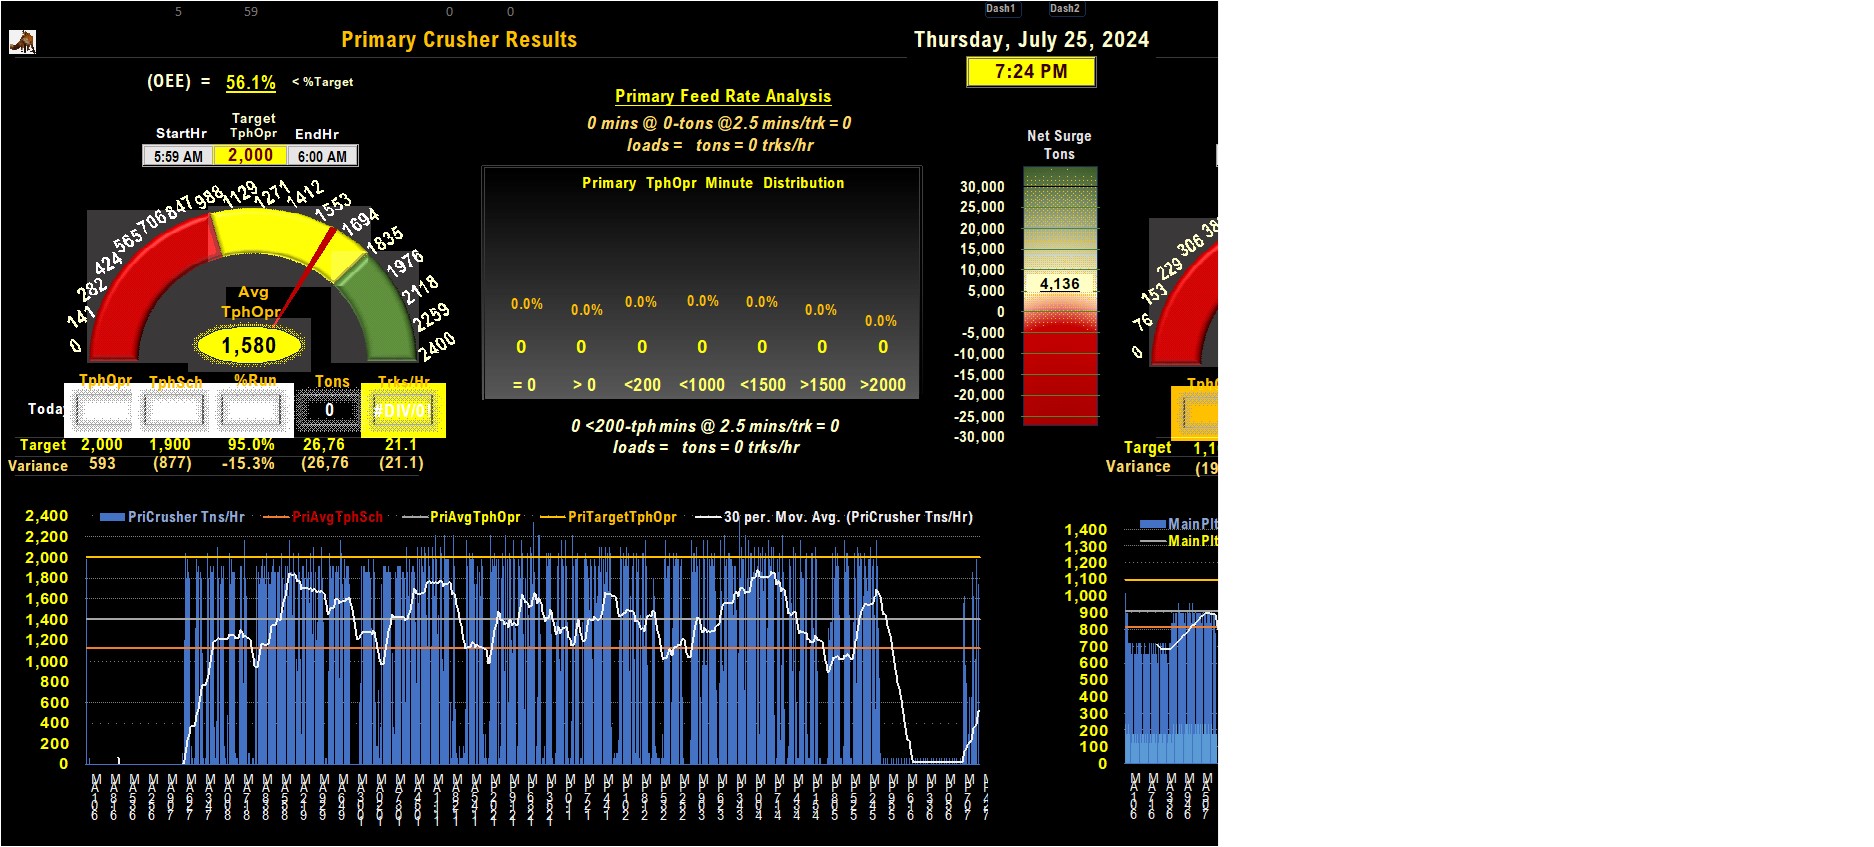 5 59 0 0 Dash1 Dash2
Primary Crusher Results
Thursday, July 25, 2024
7:24 PM
(OEE) = 56.1% < %Target
StartHr Target TphOpr EndHr
5:59 AM 2,000 6:00 AM
0 141 282 424 565 706 847 988 1129 1271 1412 1553 1694 1835 1976 2118 2259 2400
Avg
TphOpr
1,580
TphOpr TphSch %Run Tons Trks/Hr
Toda 0 #DIV/0!
Target 2,000 1,900 95.0% 26,76 21.1
Variance 593 (877) -15.3% (26,76 (21.1)
Primary Feed Rate Analysis
0 mins @ 0-tons @2.5 mins/trk = 0
loads = tons = 0 trks/hr
Primary TphOpr Minute Distribution
0.0% 0.0% 0.0% 0.0% 0.0% 0.0% 0.0%
0 0 0 0 0 0 0
= 0 > 0 <200 <1000 <1500 >1500 >2000
0 <200-tph mins @ 2.5 mins/trk = 0
loads = tons = 0 trks/hr
Net Surge
Tons
30,000
25,000
20,000
15,000
10,000
4,136
5,000
0
-5,000
-10,000
-15,000
-20,000
-25,000
-30,000
0 76 153 229 306 38
TphO
Target 1,1
Variance (19
PriCrusher Tns/Hr PriAvgTphSch PriAvgTphOpr PriTargetTphOpr 30 per. Mov. Avg. (PriCrusher Tns/Hr)
2,400
2,200
2,000
1,800
1,600
1,400
1,200
1,000
800
600
400
200
0
MainPlt
MainPlt
1,400
1,300
1,200
1,100
1,000
900
800
700
600
500
400
300
200
100
0